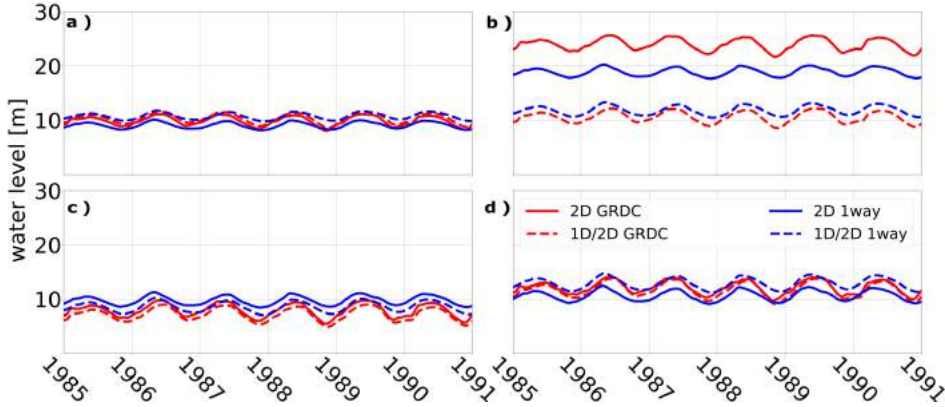 water level [m]
30
20
10
a )
b )
30
20
10
c )
d )
2D GRDC
2D 1way
1D/2D GRDC
1D/2D 1way
1985
1986
1987
1988
1989
1990
1991
1985
1986
1987
1988
1989
1990
1991